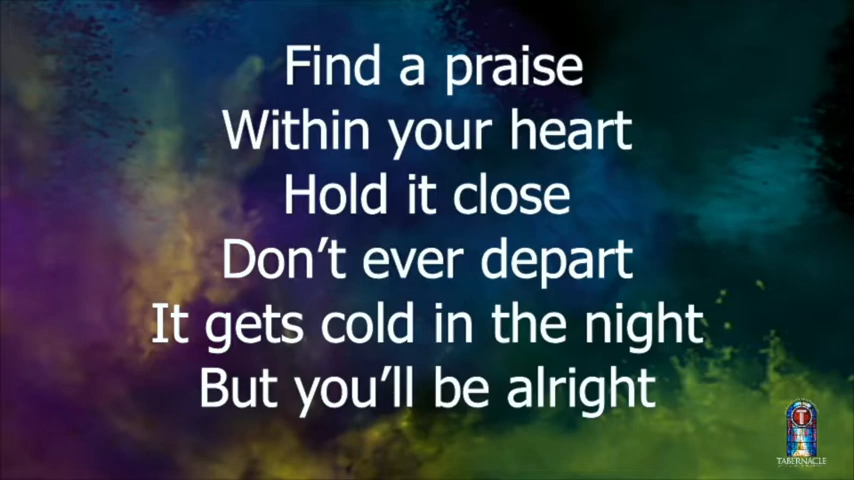 Find a praise
Within your heart
Hold it close
Don't ever depart
It gets cold in the night
But you'll be alright
T
TABERNACLE